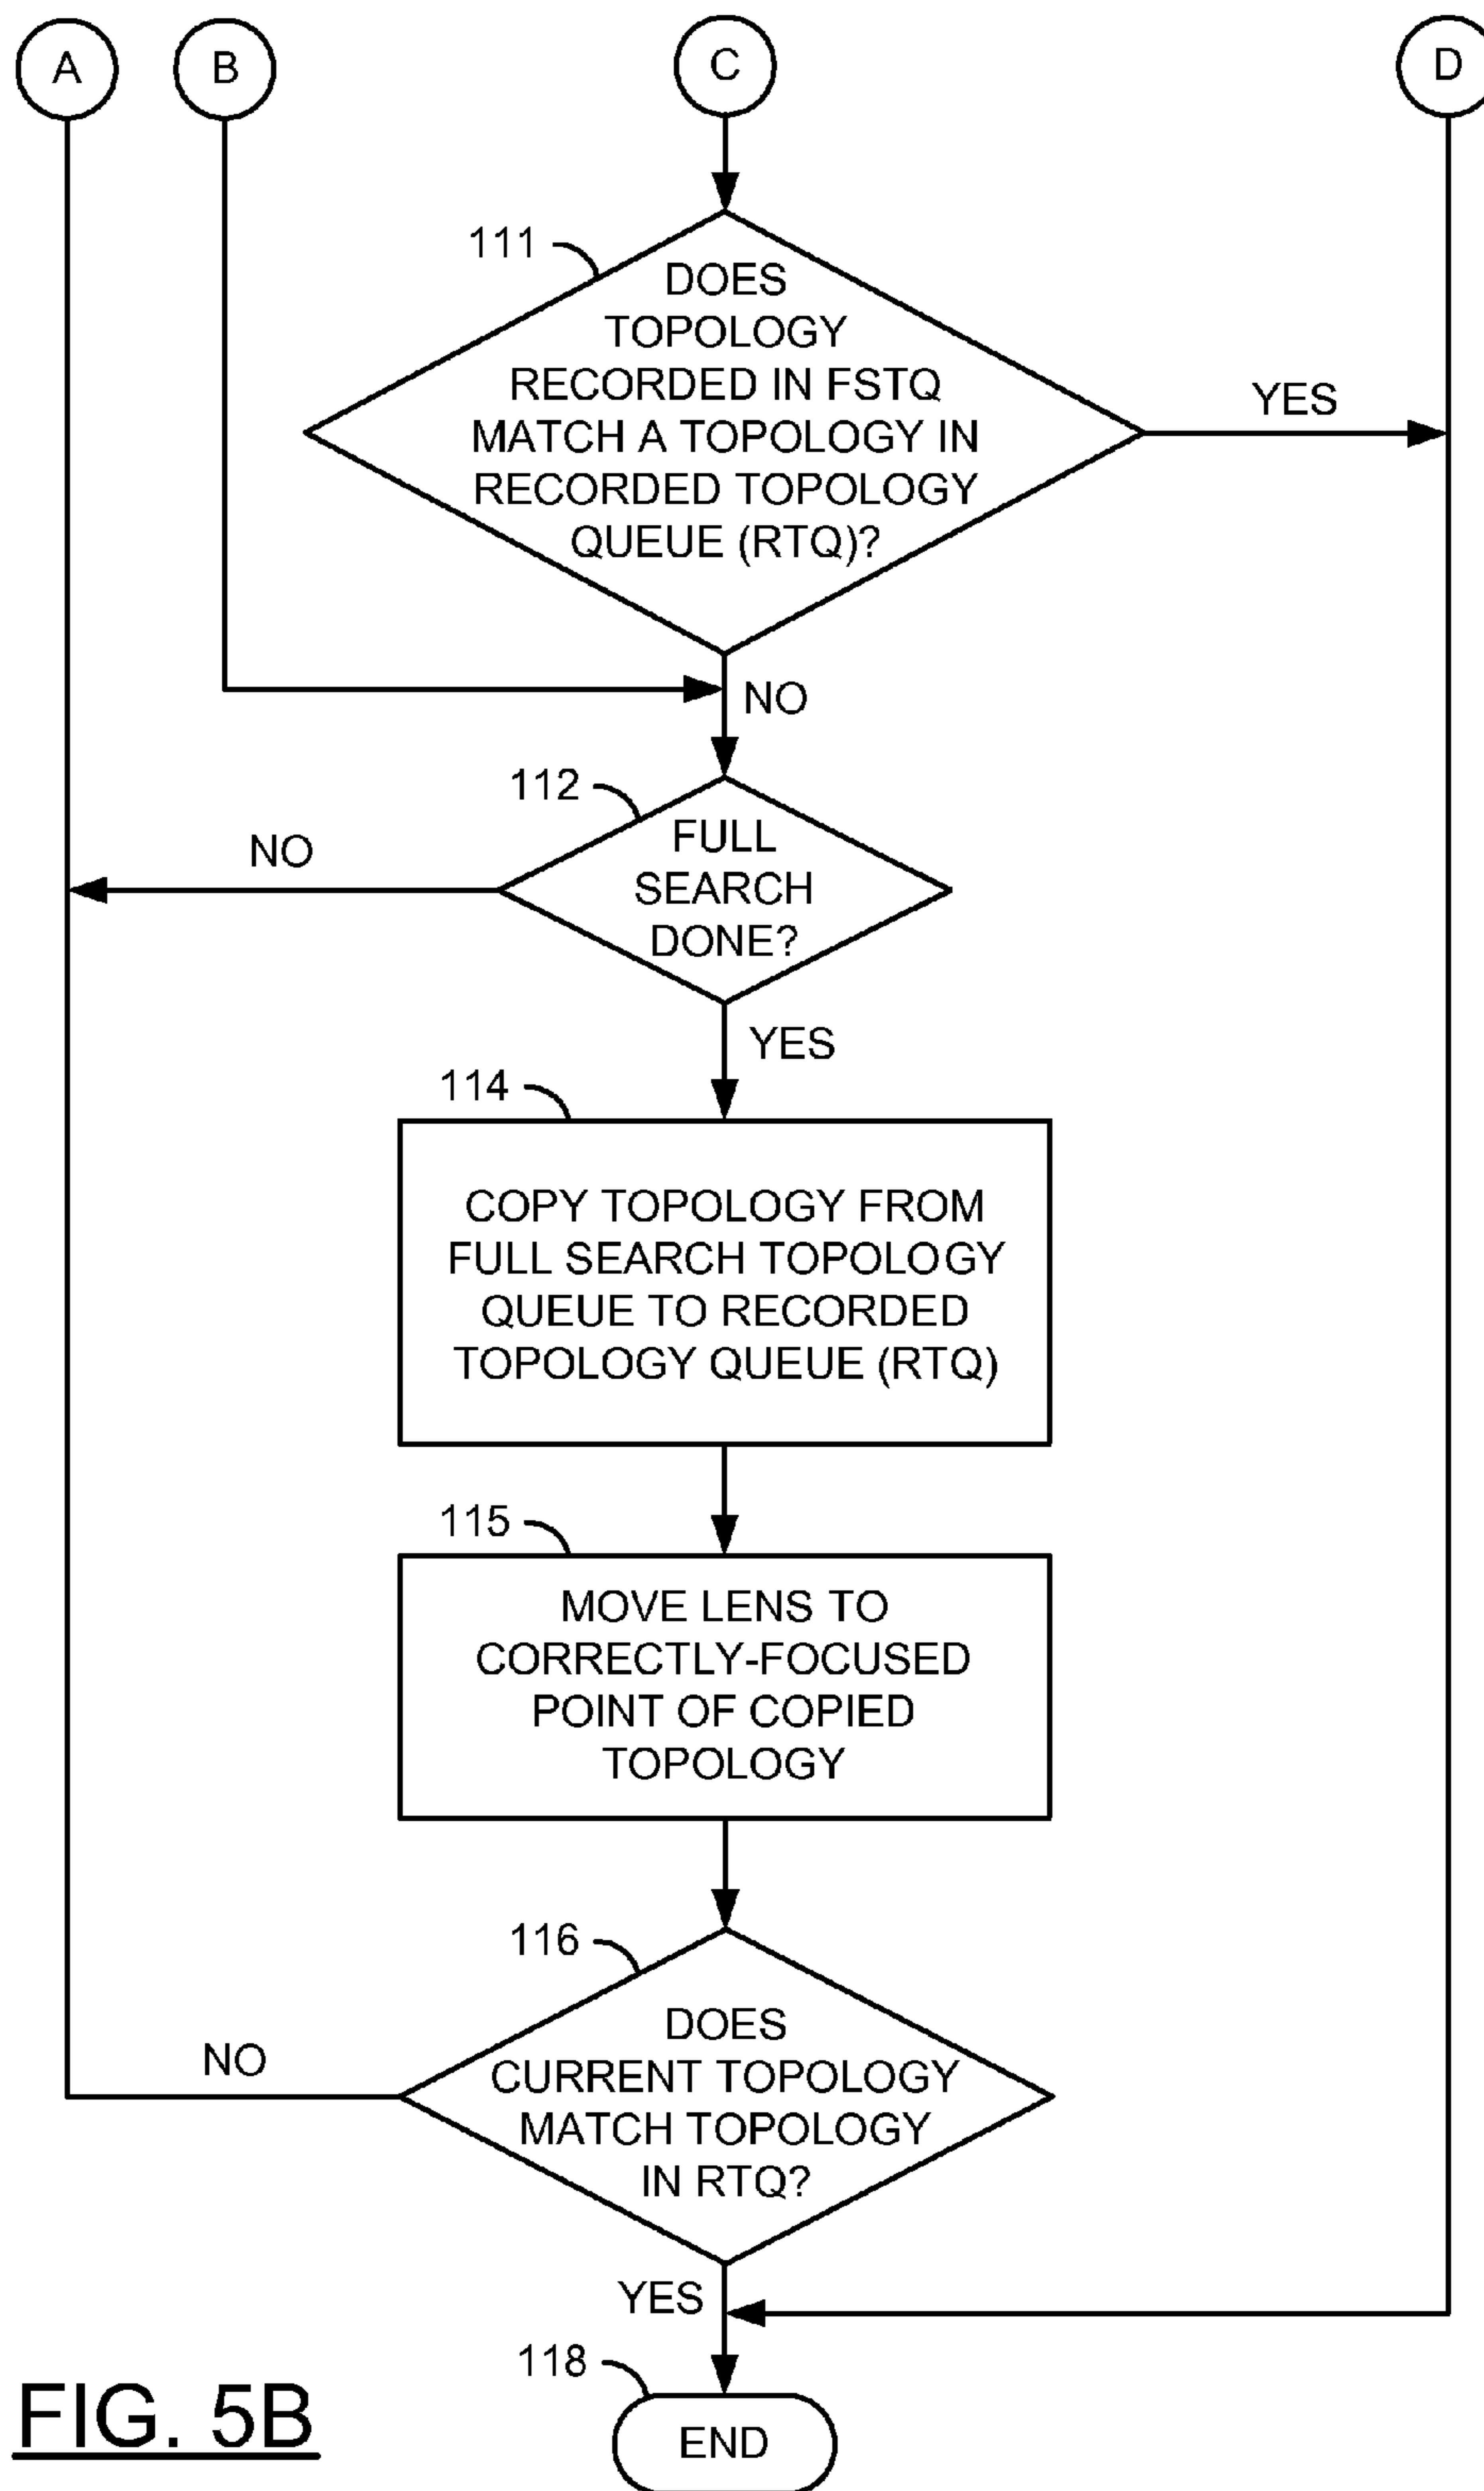 A
B
C
D
111
DOES
TOPOLOGY
RECORDED IN FSTQ
MATCH A TOPOLOGY IN
RECORDED TOPOLOGY
QUEUE (RTQ)?
YES
NO
112
FULL
SEARCH
DONE?
NO
YES
114
COPY TOPOLOGY FROM
FULL SEARCH TOPOLOGY
QUEUE TO RECORDED
TOPOLOGY QUEUE (RTQ)
115
MOVE LENS TO
CORRECTLY-FOCUSED
POINT OF COPIED
TOPOLOGY
116
DOES
CURRENT TOPOLOGY
MATCH TOPOLOGY
IN RTQ?
NO
YES
118
END
FIG. 5B